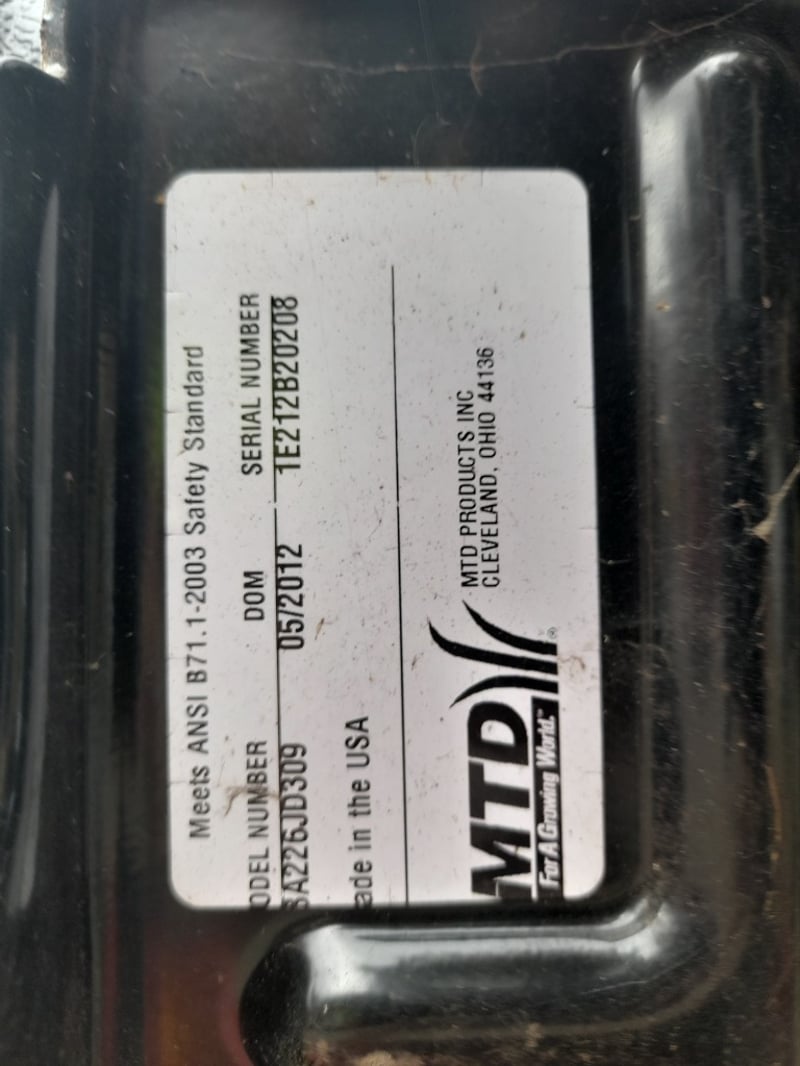 Meets ANSI B71.1-2003 Safety Standard
ODEL NUMBER DOM SERIAL NUMBER
3A226JD309 05/2012 1E212B20208
ade in the USA
MTD
For A Growing World.™
®
MTD PRODUCTS INC
CLEVELAND, OHIO 44136